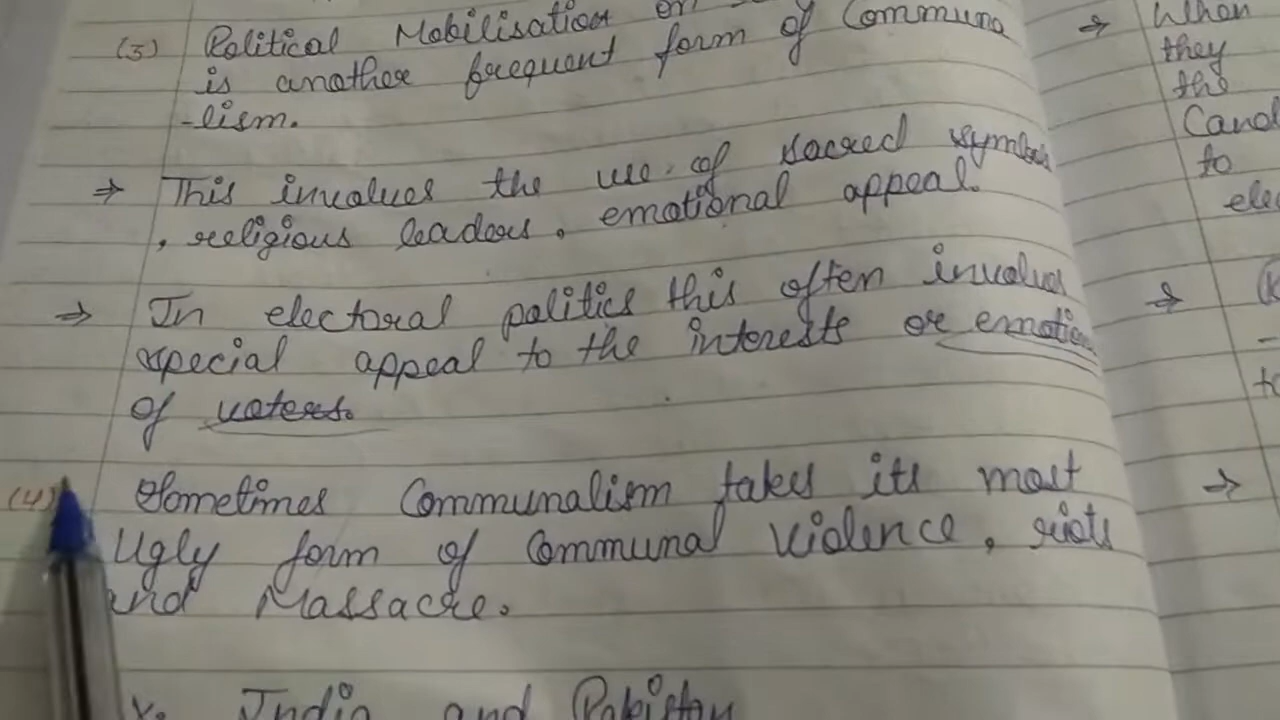 (3) Political Mobilisation on
is another frequent form of Communa
-lism.
⇒ This involves the use of sacred symbols
, religious leaders, emotional appeal.
⇒ In electoral politics this often involves
special appeal to the interests or emotions
of voters.
(4) Sometimes Communalism takes its most
Ugly form of Communal violence, riots
and Massacre.
India and Pakistan
⇒ When
they
the
Cand
to
elec
⇒
⇒